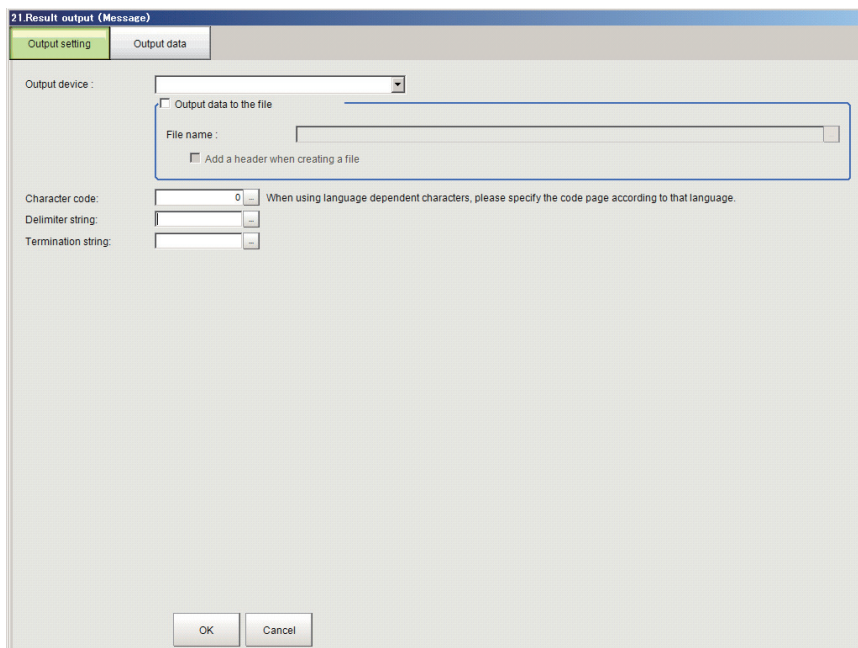 21.Result output (Message)
Output setting
Output data
Output device :
Output data to the file
File name :
Add a header when creating a file
Character code:
0
...
When using language dependent characters, please specify the code page according to that language.
Delimiter string:
...
Termination string:
...
OK
Cancel